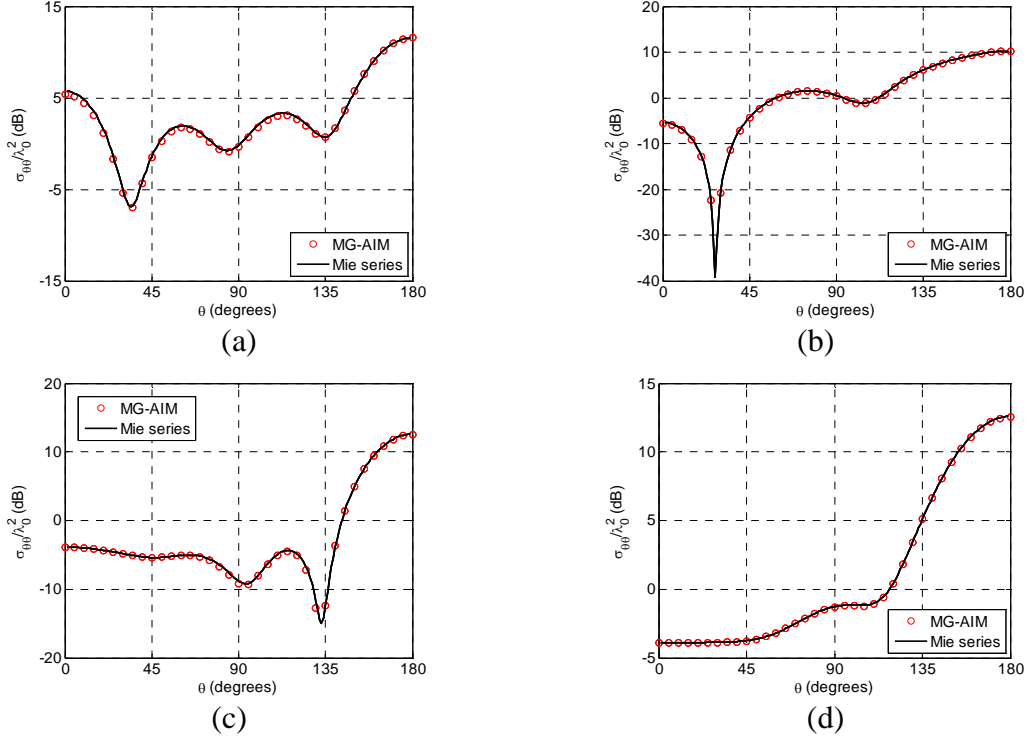 15
5
-5
-15
0
45
90
135
180
σθθ/λ0² (dB)
θ (degrees)
MG-AIM
Mie series
(a)
20
10
0
-10
-20
-30
-40
0
45
90
135
180
σθθ/λ0² (dB)
θ (degrees)
MG-AIM
Mie series
(b)
20
10
0
-10
-20
0
45
90
135
180
σθθ/λ0² (dB)
θ (degrees)
MG-AIM
Mie series
(c)
15
10
5
0
-5
0
45
90
135
180
σθθ/λ0² (dB)
θ (degrees)
MG-AIM
Mie series
(d)